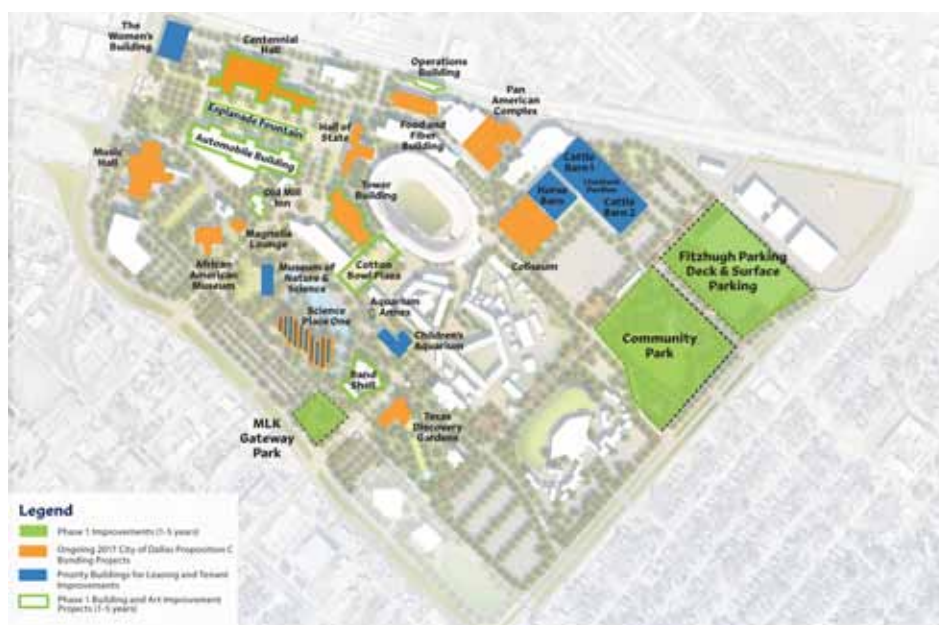 The
Women's
Building
Centennial
Hall
Operations
Building
Pan
American
Complex
Esplanade Fountain
Hall of
State
Food and
Fiber
Building
Automobile Building
Music
Hall
Cattle
Barn 1
Horse
Barn
Cattle
Barn 2
Old Mill
Inn
Tower
Building
Magnolia
Lounge
African
American
Museum
Museum of
Nature &
Science
Cotton
Bowl Plaza
Coliseum
Fitzhugh Parking
Deck & Surface
Parking
Community
Park
Science
Place One
Aquarium
Annex
Children's
Aquarium
Band
Shell
MLK
Gateway
Park
Texas
Discovery
Gardens
Legend
Phase 1 Improvements (1-5 years)
Ongoing 2017 City of Dallas Proposition C
Bonding Projects
Priority Buildings for Leasing and Tenant
Improvements
Phase 1 Building and Art Improvement
Projects (1-5 years)